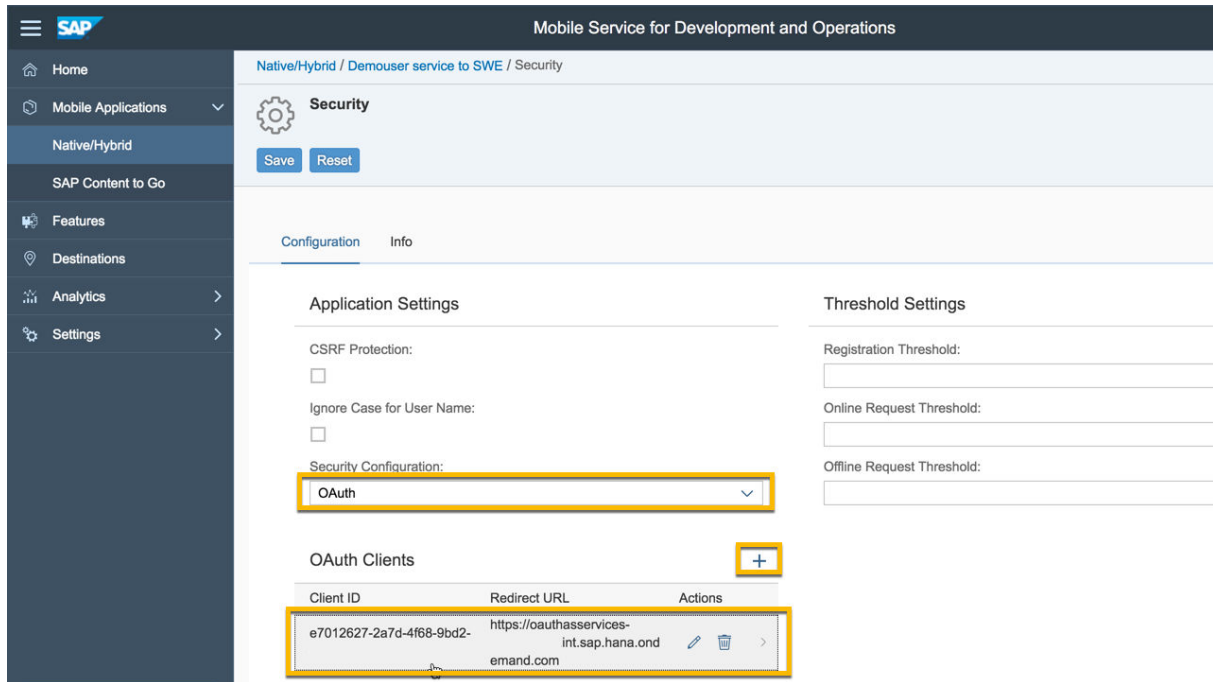 SAP
Mobile Service for Development and Operations
Home
Mobile Applications
Native/Hybrid
SAP Content to Go
Features
Destinations
Analytics
Settings
Native/Hybrid / Demouser service to SWE / Security
Security
Save Reset
Configuration Info
Application Settings
CSRF Protection:
Ignore Case for User Name:
Security Configuration:
OAuth
Threshold Settings
Registration Threshold:
Online Request Threshold:
Offline Request Threshold:
OAuth Clients
+
Client ID Redirect URL Actions
e7012627-2a7d-4f68-9bd2-
https://oauthasservices-
int.sap.hana.ond
emand.com